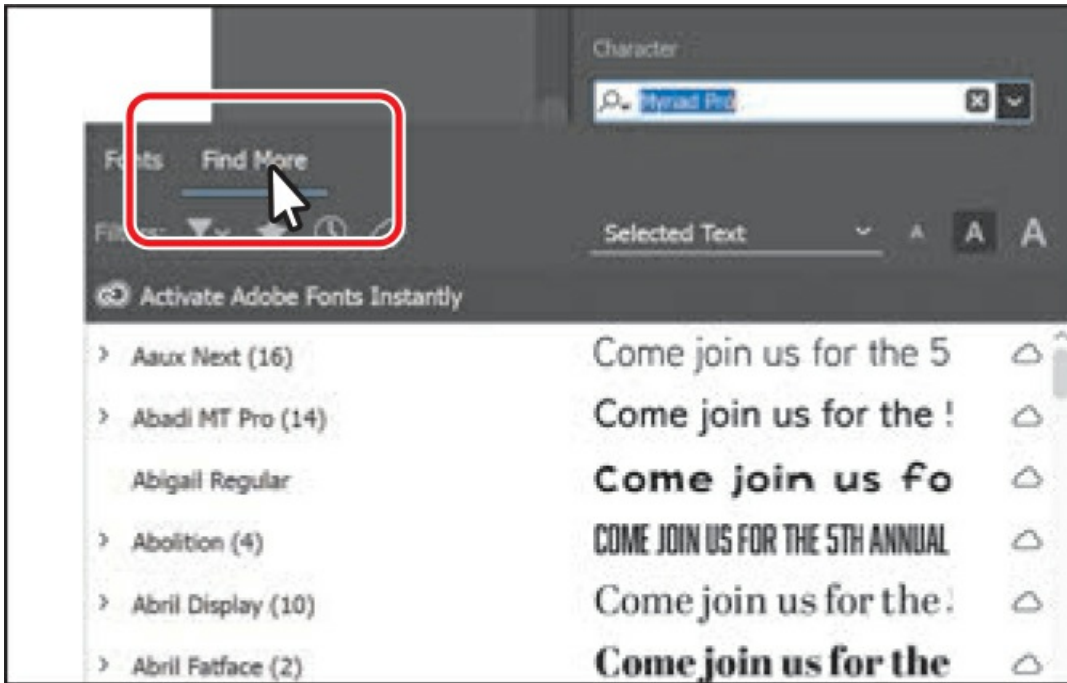 Character
Myriad Pro
Fonts Find More
Filters:
Selected Text A A A
Activate Adobe Fonts Instantly
Aaux Next (16) Come join us for the 5
Abadi MT Pro (14) Come join us for the
Abigail Regular Come join us fo
Abolition (4) COME JOIN US FOR THE 5TH ANNUAL
Abril Display (10) Come join us for the
Abril Fatface (2) Come join us for the